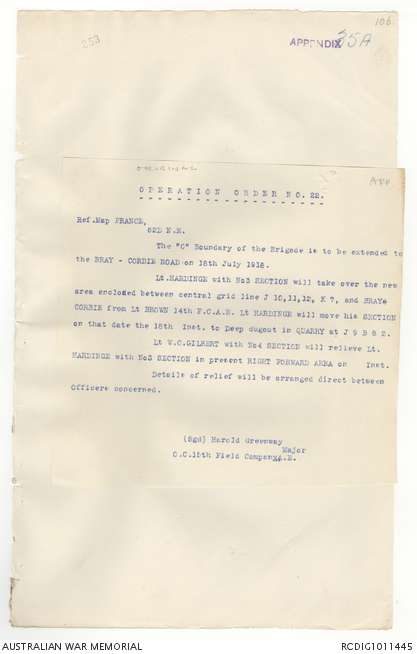 106
253
APPENDIX 35A
ORIGINAL
App
OPERATION ORDER NO. 22.
Ref.Map FRANCE,
62D N.E.
The "C" Boundary of the Brigade is to be extended to
the BRAY - CORBIE ROAD on 18th July 1918.
Lt.HARDINGE with No3 SECTION will take over the new
area enclosed between central grid line J 10,11,12, K 7, and BRAY=
CORBIE from Lt BROWN 14th F.C.A.E. Lt HARDINGE will move his SECTION
on that date the 18th Inst. to Deep dugout in QUARRY at J 9 B 8 2.
Lt W.C.GILBERT with No4 SECTION will relieve Lt.
HARDINGE with No3 SECTION in present RIGHT FORWARD AREA on Inst.
Details of relief will be arranged direct between
Officers concerned.
(Sgd) Harold Greenway
Major
O.C.15th Field Company.A.E.
AUSTRALIAN WAR MEMORIAL
RCDIG1011445